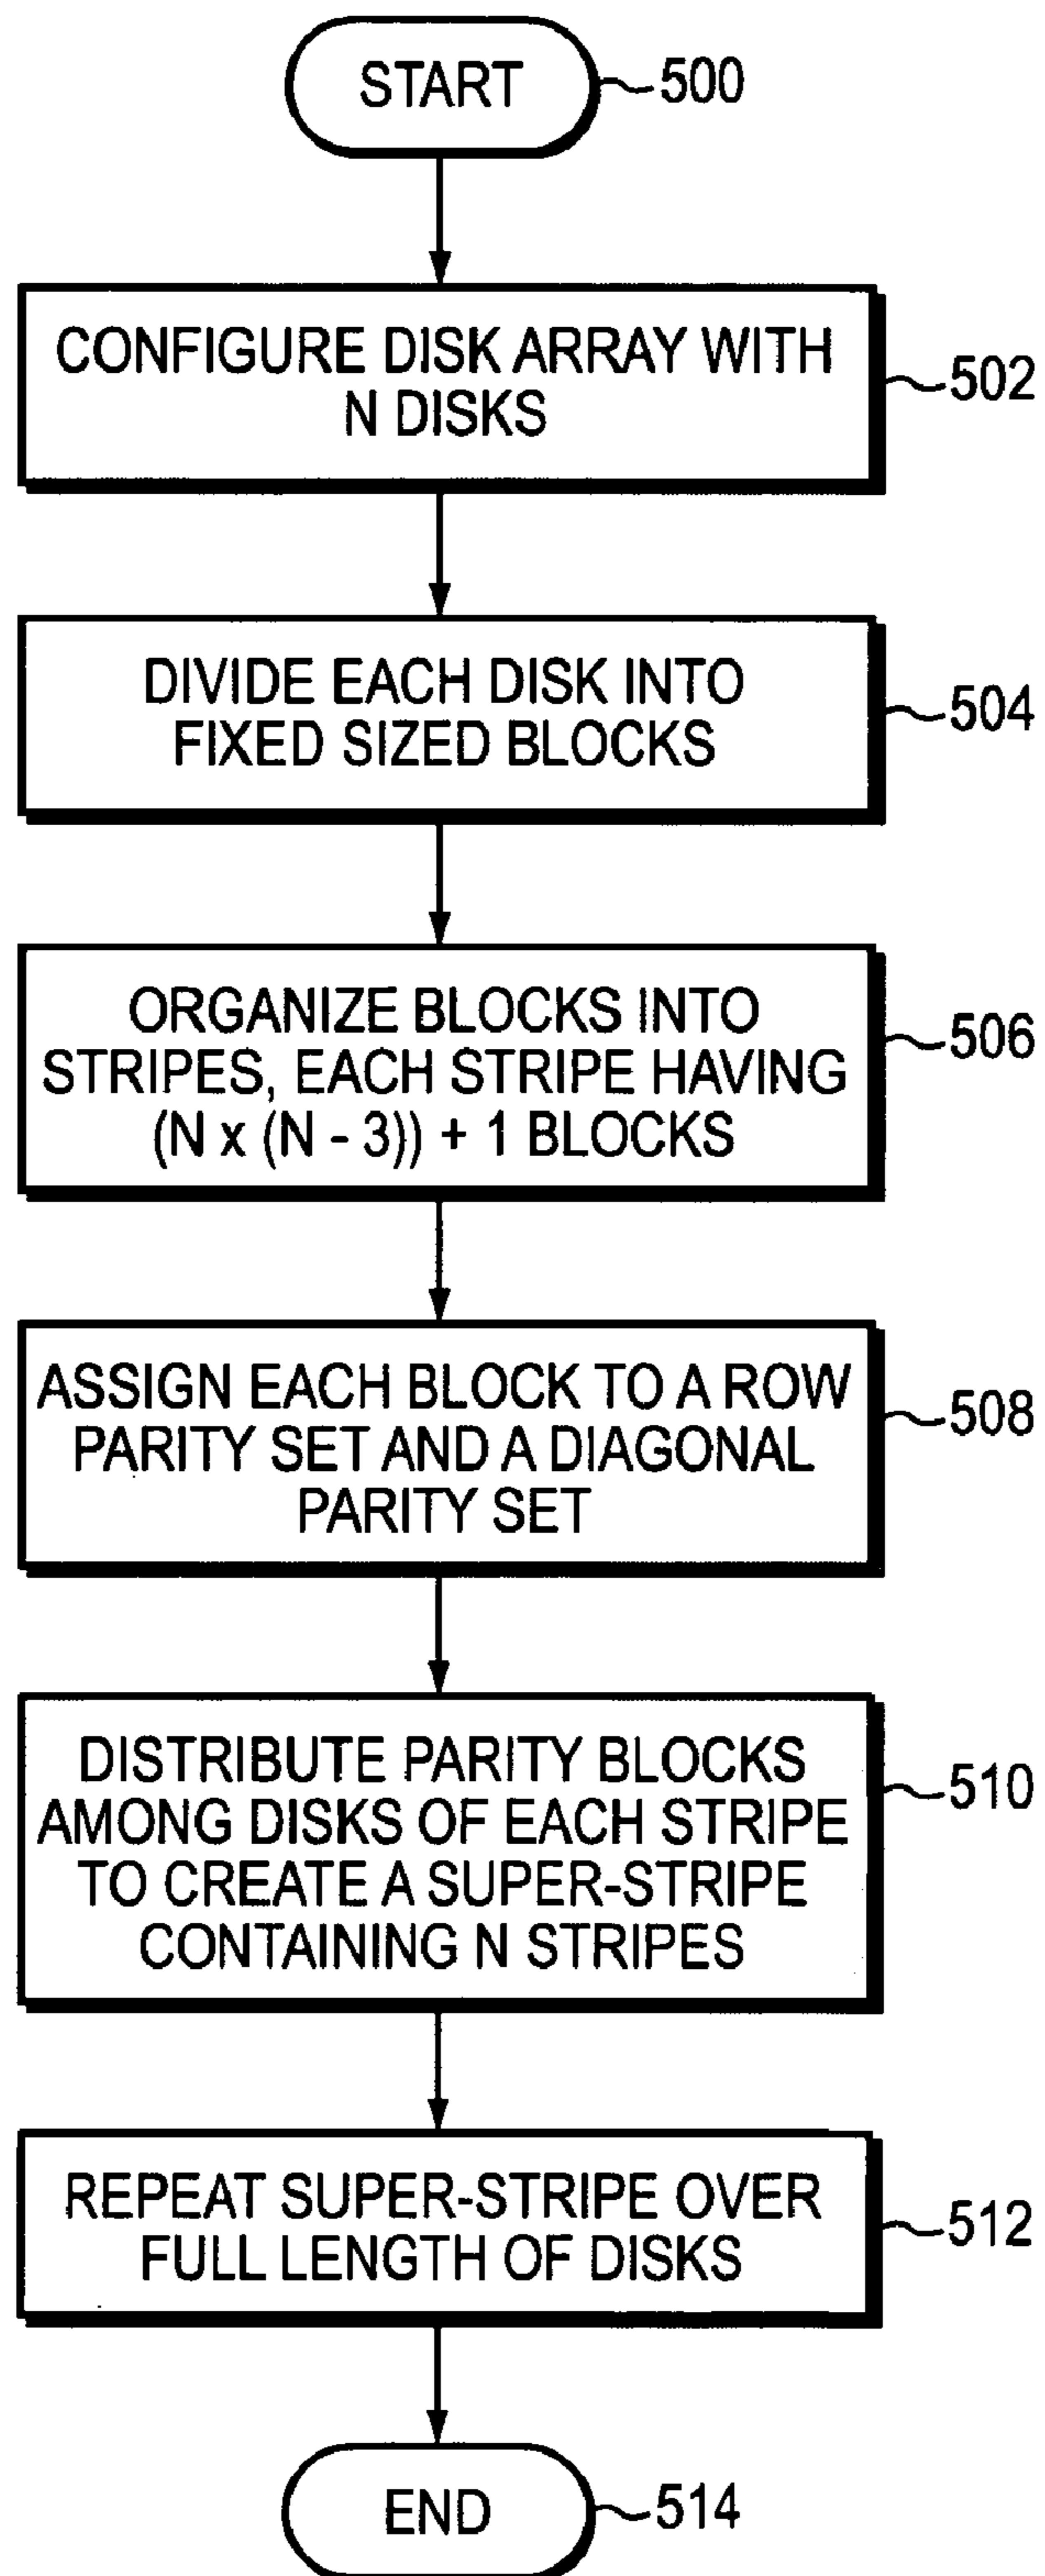 START
500
CONFIGURE DISK ARRAY WITH
N DISKS
502
DIVIDE EACH DISK INTO
FIXED SIZED BLOCKS
504
ORGANIZE BLOCKS INTO
STRIPES, EACH STRIPE HAVING
(N x (N - 3)) + 1 BLOCKS
506
ASSIGN EACH BLOCK TO A ROW
PARITY SET AND A DIAGONAL
PARITY SET
508
DISTRIBUTE PARITY BLOCKS
AMONG DISKS OF EACH STRIPE
TO CREATE A SUPER-STRIPE
CONTAINING N STRIPES
510
REPEAT SUPER-STRIPE OVER
FULL LENGTH OF DISKS
512
END
514